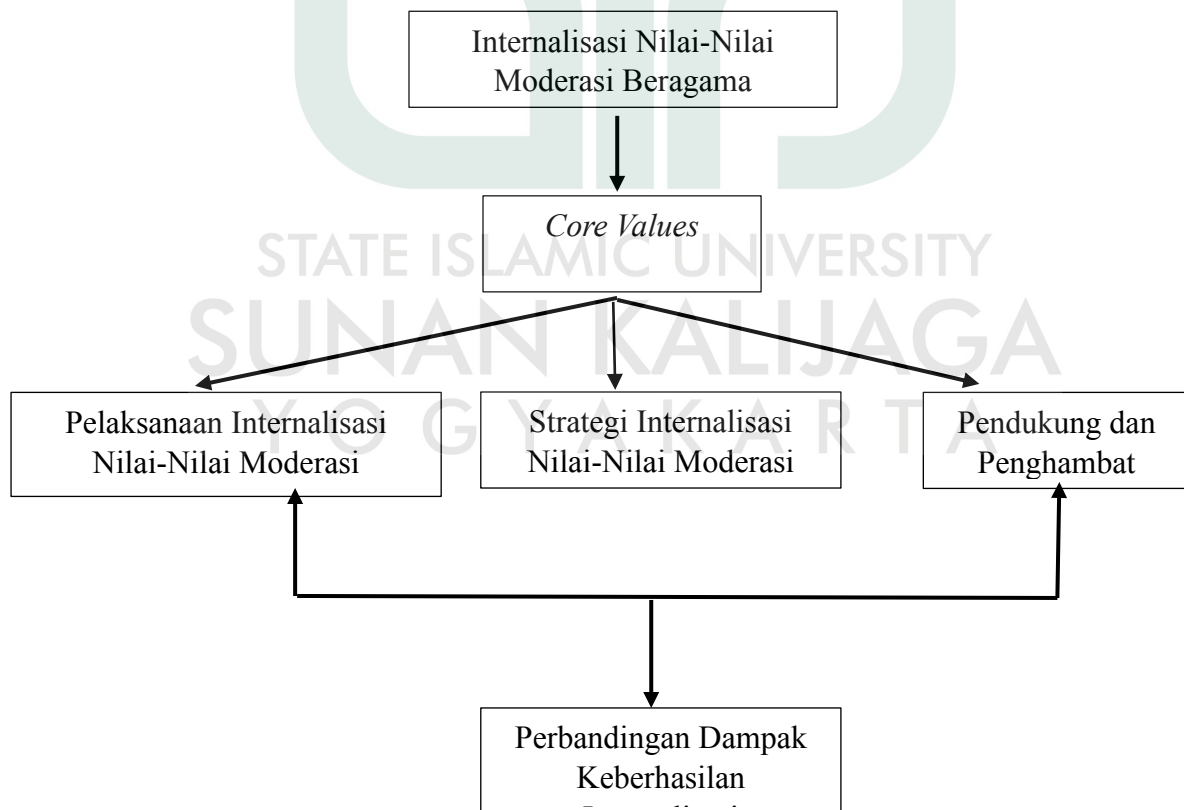 Internalisasi Nilai-Nilai
Moderasi Beragama
Core Values
STATE ISLAMIC UNIVERSITY
SUNAN KALIJAGA
YOGYAKARTA
Pelaksanaan Internalisasi
Nilai-Nilai Moderasi
Strategi Internalisasi
Nilai-Nilai Moderasi
Pendukung dan
Penghambat
Perbandingan Dampak
Keberhasilan